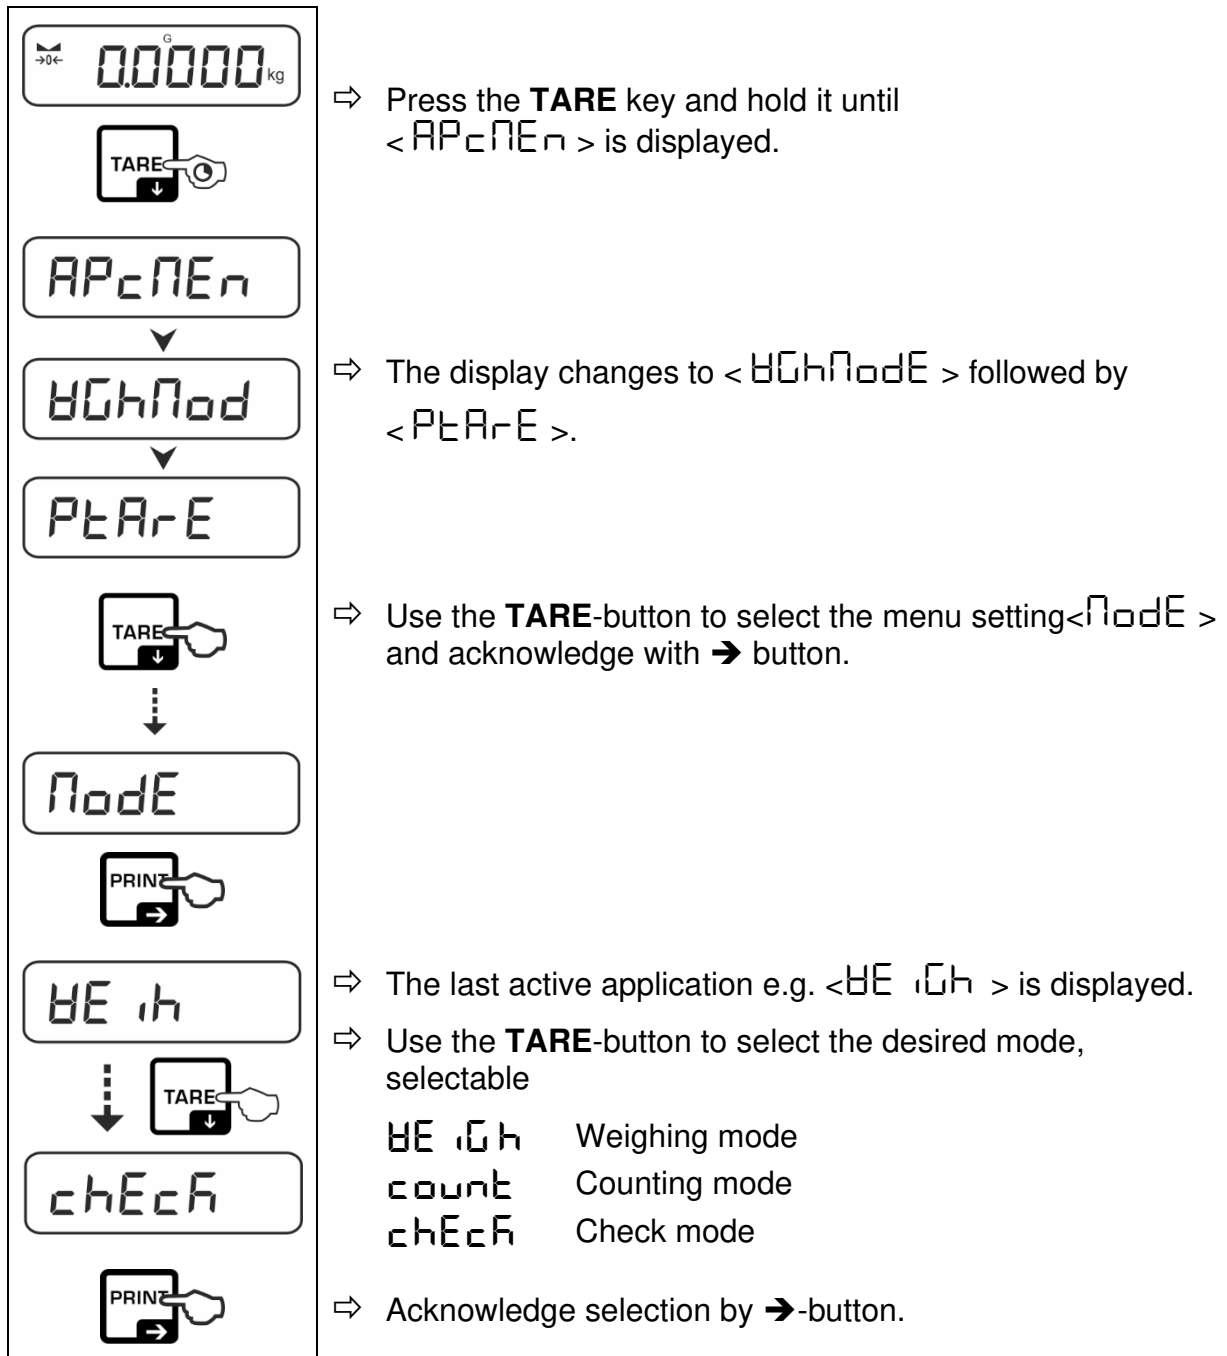 →0← G 0.0000 kg
⇨ Press the TARE key and hold it until
< APcMEn > is displayed.
TARE ↓
APcMEn
⇨ The display changes to < WGhModE > followed by
WGhMod
< PtArE >.
PtArE
⇨ Use the TARE-button to select the menu setting<ModE >
TARE ↓
and acknowledge with ➔ button.
ModE
PRINT →
⇨ The last active application e.g. <WE iGh > is displayed.
WE ih
⇨ Use the TARE-button to select the desired mode,
selectable
TARE ↓
WE iGh Weighing mode
count Counting mode
chEck Check mode
chEck
PRINT →
⇨ Acknowledge selection by ➔-button.